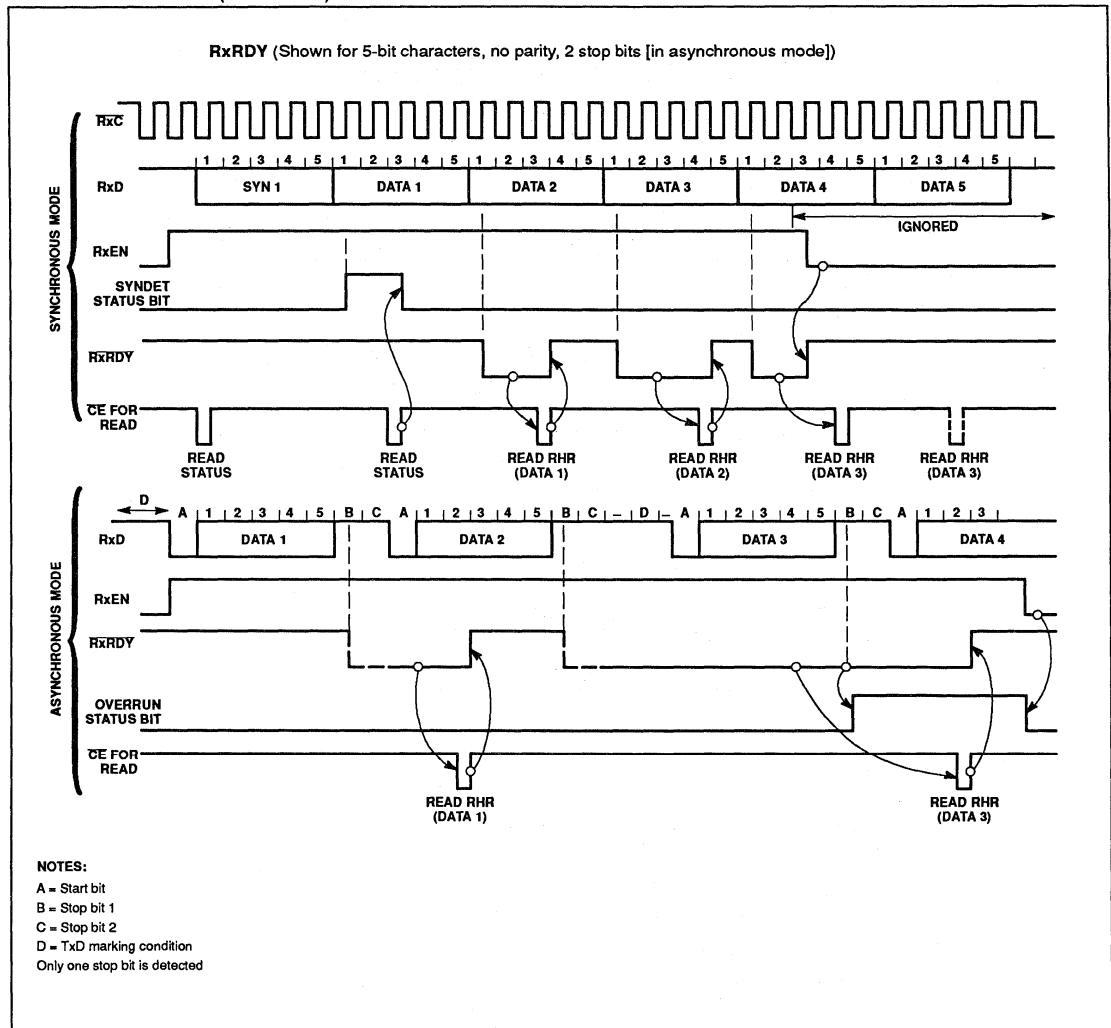 RxRDY (Shown for 5-bit characters, no parity, 2 stop bits [in asynchronous mode])
SYNCHRONOUS MODE
RxC
1 2 3 4 5 1 2 3 4 5 1 2 3 4 5 1 2 3 4 5 1 2 3 4 5 1 2 3 4 5
RxD SYN 1 DATA 1 DATA 2 DATA 3 DATA 4 DATA 5
IGNORED
RxEN
SYNDET
STATUS BIT
RxRDY
CE FOR
READ
READ STATUS READ STATUS READ RHR READ RHR READ RHR READ RHR
(DATA 1) (DATA 2) (DATA 3) (DATA 3)
ASYNCHRONOUS MODE
D
A 1 2 3 4 5 B C A 1 2 3 4 5 B C – D – A 1 2 3 4 5 B C A 1 2 3
RxD DATA 1 DATA 2 DATA 3 DATA 4
RxEN
RxRDY
OVERRUN
STATUS BIT
CE FOR
READ
READ RHR READ RHR
(DATA 1) (DATA 3)
NOTES:
A = Start bit
B = Stop bit 1
C = Stop bit 2
D = TxD marking condition
Only one stop bit is detected